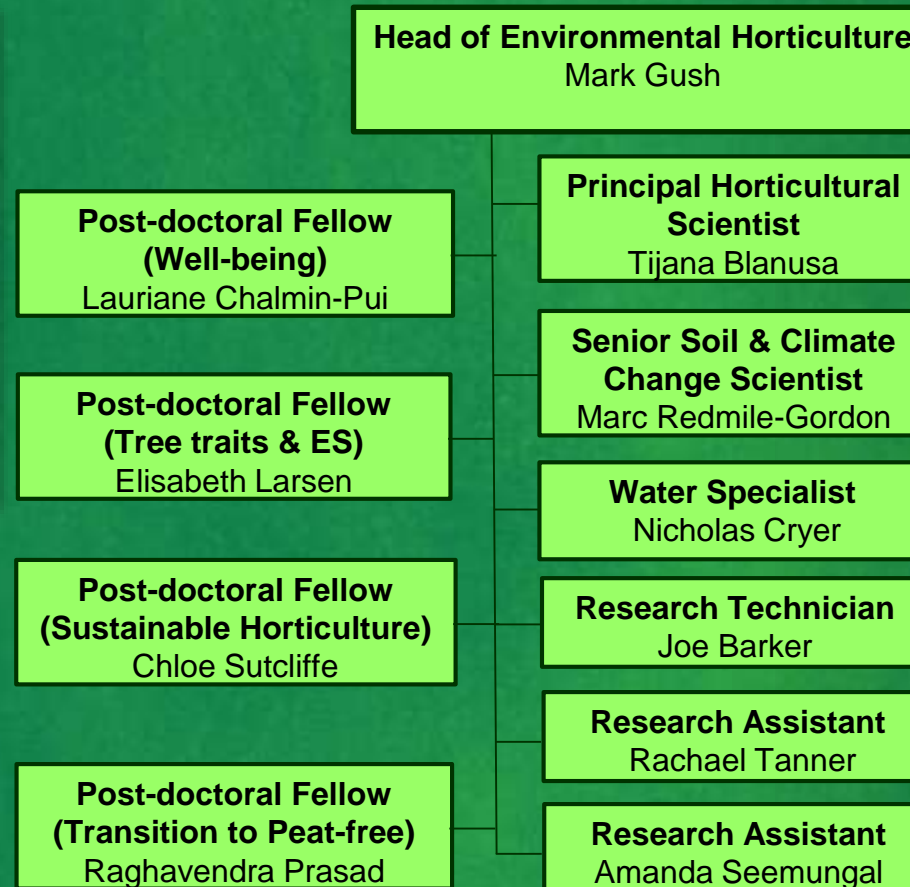 Head of Environmental Horticulture
Mark Gush
Post-doctoral Fellow
(Well-being)
Lauriane Chalmin-Pui
Post-doctoral Fellow
(Tree traits & ES)
Elisabeth Larsen
Post-doctoral Fellow
(Sustainable Horticulture)
Chloe Sutcliffe
Post-doctoral Fellow
(Transition to Peat-free)
Raghavendra Prasad
Principal Horticultural
Scientist
Tijana Blanusa
Senior Soil & Climate
Change Scientist
Marc Redmile-Gordon
Water Specialist
Nicholas Cryer
Research Technician
Joe Barker
Research Assistant
Rachael Tanner
Research Assistant
Amanda Seemungal